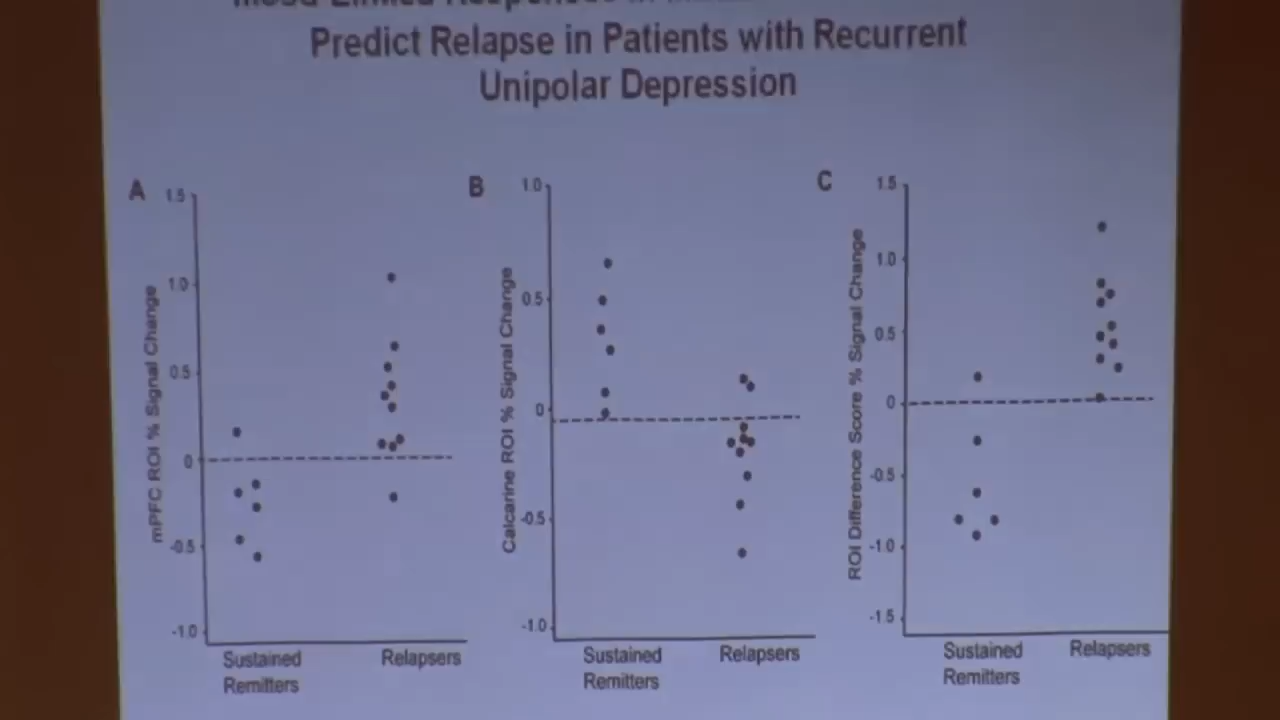 Predict Relapse in Patients with Recurrent
Unipolar Depression
A
1.5
1.0
0.5
0
-0.5
-1.0
mPFC ROI % Signal Change
Sustained
Remitters
Relapsers
B
1.0
0.5
0
-0.5
-1.0
Calcarine ROI % Signal Change
Sustained
Remitters
Relapsers
C
1.5
1.0
0.5
0
-0.5
-1.0
-1.5
ROI Difference Score % Signal Change
Sustained
Remitters
Relapsers